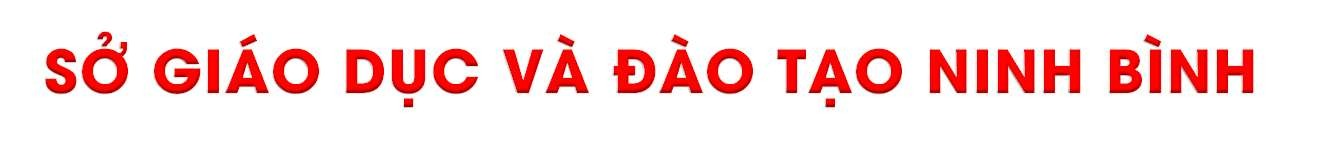 SỞ GIÁO DỤC VÀ ĐÀO TẠO NINH BÌNH